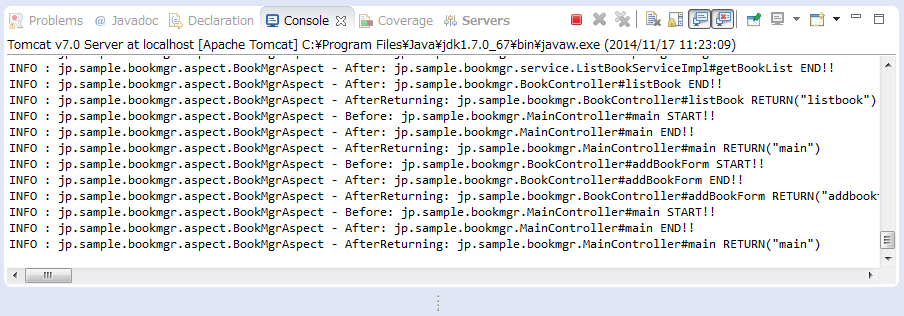 Problems @ Javadoc Declaration Console Coverage Servers
Tomcat v7.0 Server at localhost [Apache Tomcat] C:¥Program Files¥Java¥jdk1.7.0_67¥bin¥javaw.exe (2014/11/17 11:23:09)
INFO : jp.sample.bookmgr.aspect.BookMgrAspect - After: jp.sample.bookmgr.service.ListBookServiceImpl#getBookList END!!
INFO : jp.sample.bookmgr.aspect.BookMgrAspect - After: jp.sample.bookmgr.BookController#listBook END!!
INFO : jp.sample.bookmgr.aspect.BookMgrAspect - AfterReturning: jp.sample.bookmgr.BookController#listBook RETURN("listbook")
INFO : jp.sample.bookmgr.aspect.BookMgrAspect - Before: jp.sample.bookmgr.MainController#main START!!
INFO : jp.sample.bookmgr.aspect.BookMgrAspect - After: jp.sample.bookmgr.MainController#main END!!
INFO : jp.sample.bookmgr.aspect.BookMgrAspect - AfterReturning: jp.sample.bookmgr.MainController#main RETURN("main")
INFO : jp.sample.bookmgr.aspect.BookMgrAspect - Before: jp.sample.bookmgr.BookController#addBookForm START!!
INFO : jp.sample.bookmgr.aspect.BookMgrAspect - After: jp.sample.bookmgr.BookController#addBookForm END!!
INFO : jp.sample.bookmgr.aspect.BookMgrAspect - AfterReturning: jp.sample.bookmgr.BookController#addBookForm RETURN("addbook
INFO : jp.sample.bookmgr.aspect.BookMgrAspect - Before: jp.sample.bookmgr.MainController#main START!!
INFO : jp.sample.bookmgr.aspect.BookMgrAspect - After: jp.sample.bookmgr.MainController#main END!!
INFO : jp.sample.bookmgr.aspect.BookMgrAspect - AfterReturning: jp.sample.bookmgr.MainController#main RETURN("main")